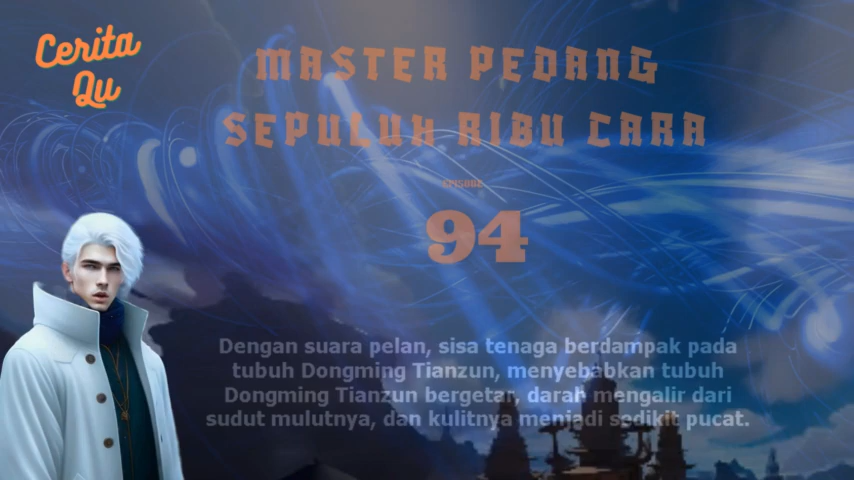 Cerita
Qu
MASTER PEDANG
SEPULUH RIBU CARA
EPISODE
94
Dengan suara pelan, sisa tenaga berdampak pada
tubuh Dongming Tianzun, menyebabkan tubuh
Dongming Tianzun bergetar, darah mengalir dari
sudut mulutnya, dan kulitnya menjadi sedikit pucat.